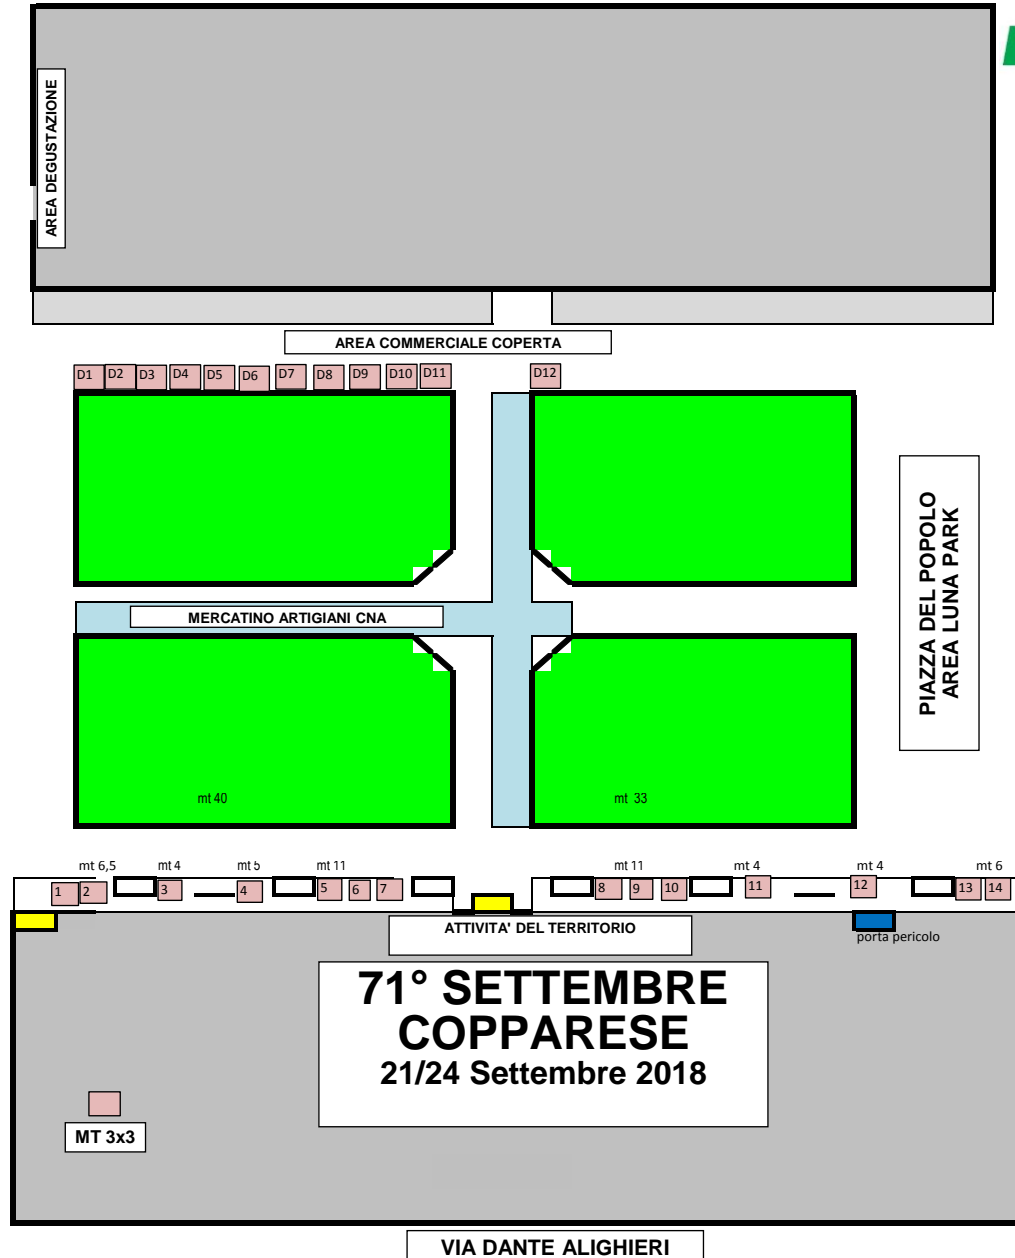 AREA DEGUSTAZIONE
AREA COMMERCIALE COPERTA
D1 D2 D3 D4 D5 D6 D7 D8 D9 D10 D11 D12
PIAZZA DEL POPOLO
AREA LUNA PARK
MERCATINO ARTIGIANI CNA
mt 40 mt 33
mt 6,5 mt 4 mt 5 mt 11 mt 11 mt 4 mt 4 mt 6
1 2 3 4 5 6 7 8 9 10 11 12 13 14
ATTIVITA' DEL TERRITORIO
porta pericolo
71° SETTEMBRE
COPPARESE
21/24 Settembre 2018
MT 3x3
VIA DANTE ALIGHIERI